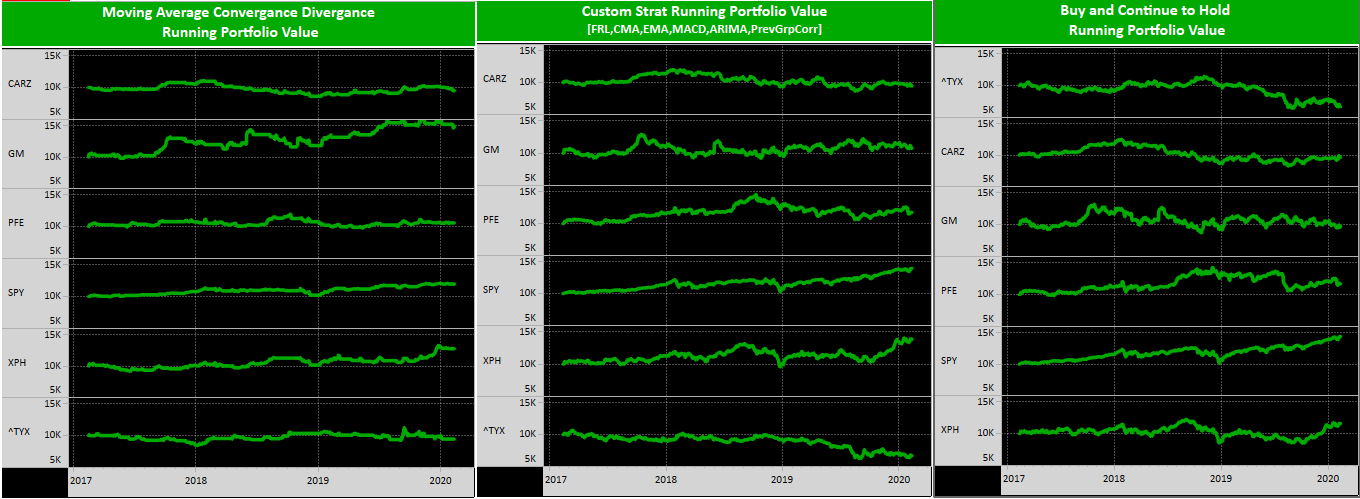 Moving Average Convergance Divergance
Running Portfolio Value
CARZ
15K
10K
5K
GM
15K
10K
5K
PFE
15K
10K
5K
SPY
15K
10K
5K
XPH
15K
10K
5K
^TYX
15K
10K
5K
2017 2018 2019 2020
Custom Strat Running Portfolio Value
[FRL,CMA,EMA,MACD,ARIMA,PrevGrpCorr]
CARZ
15K
10K
5K
GM
15K
10K
5K
PFE
15K
10K
5K
SPY
15K
10K
5K
XPH
15K
10K
5K
^TYX
15K
10K
5K
2017 2018 2019 2020
Buy and Continue to Hold
Running Portfolio Value
^TYX
15K
10K
5K
CARZ
15K
10K
5K
GM
15K
10K
5K
PFE
15K
10K
5K
SPY
15K
10K
5K
XPH
15K
10K
5K
2017 2018 2019 2020